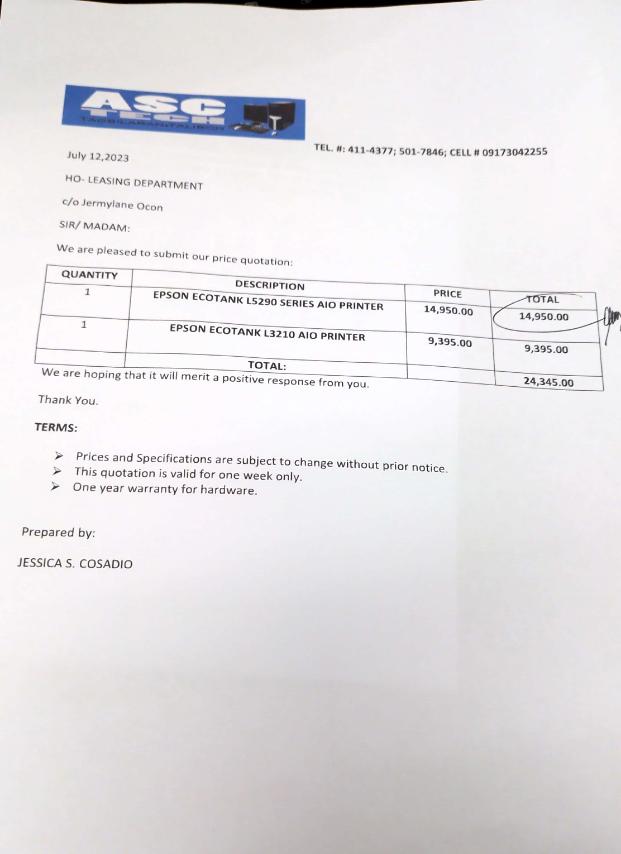 ASC
TECH
TEL. #: 411-4377; 501-7846; CELL # 09173042255
July 12,2023
HO- LEASING DEPARTMENT
c/o Jermylane Ocon
SIR/ MADAM:
We are pleased to submit our price quotation:
QUANTITY DESCRIPTION PRICE TOTAL
1 EPSON ECOTANK L5290 SERIES AIO PRINTER 14,950.00 14,950.00
1 EPSON ECOTANK L3210 AIO PRINTER 9,395.00 9,395.00
TOTAL: 24,345.00
We are hoping that it will merit a positive response from you.
Thank You.
TERMS:
➢ Prices and Specifications are subject to change without prior notice.
➢ This quotation is valid for one week only.
➢ One year warranty for hardware.
Prepared by:
JESSICA S. COSADIO